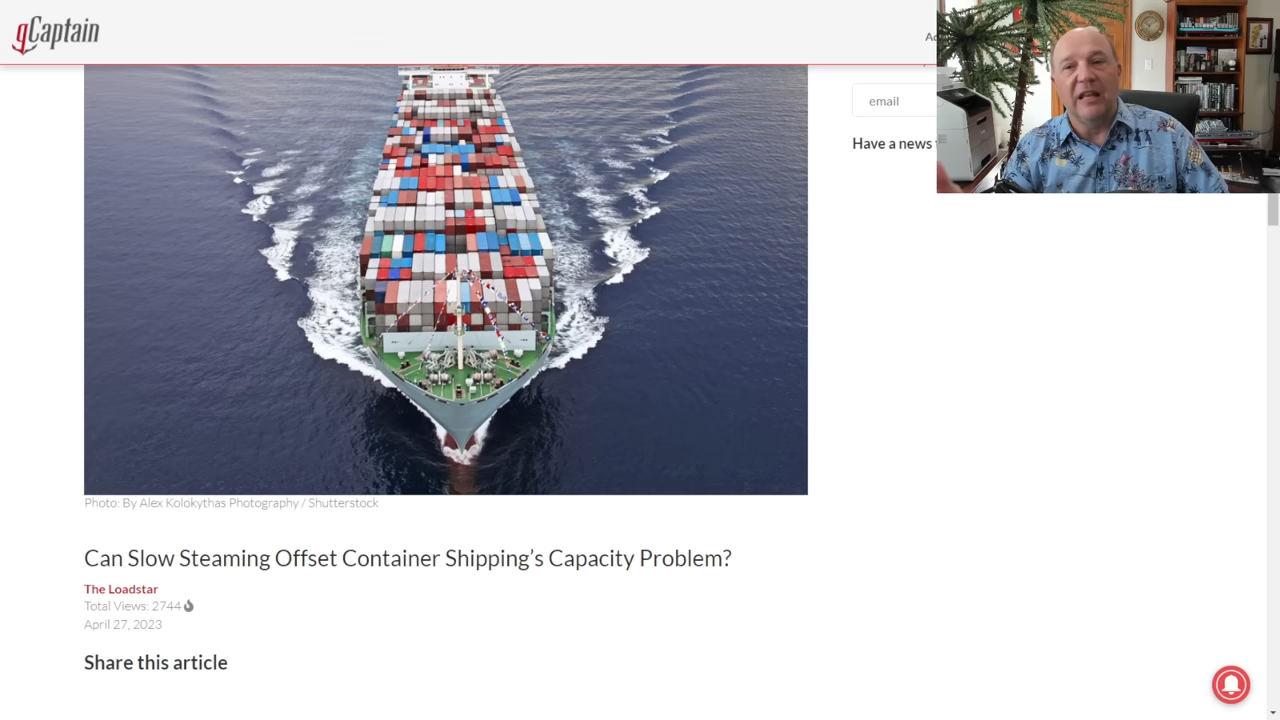 gCaptain
email
Have a news
Photo: By Alex Kolokythas Photography / Shutterstock
Can Slow Steaming Offset Container Shipping's Capacity Problem?
The Loadstar
Total Views: 2744
April 27, 2023
Share this article